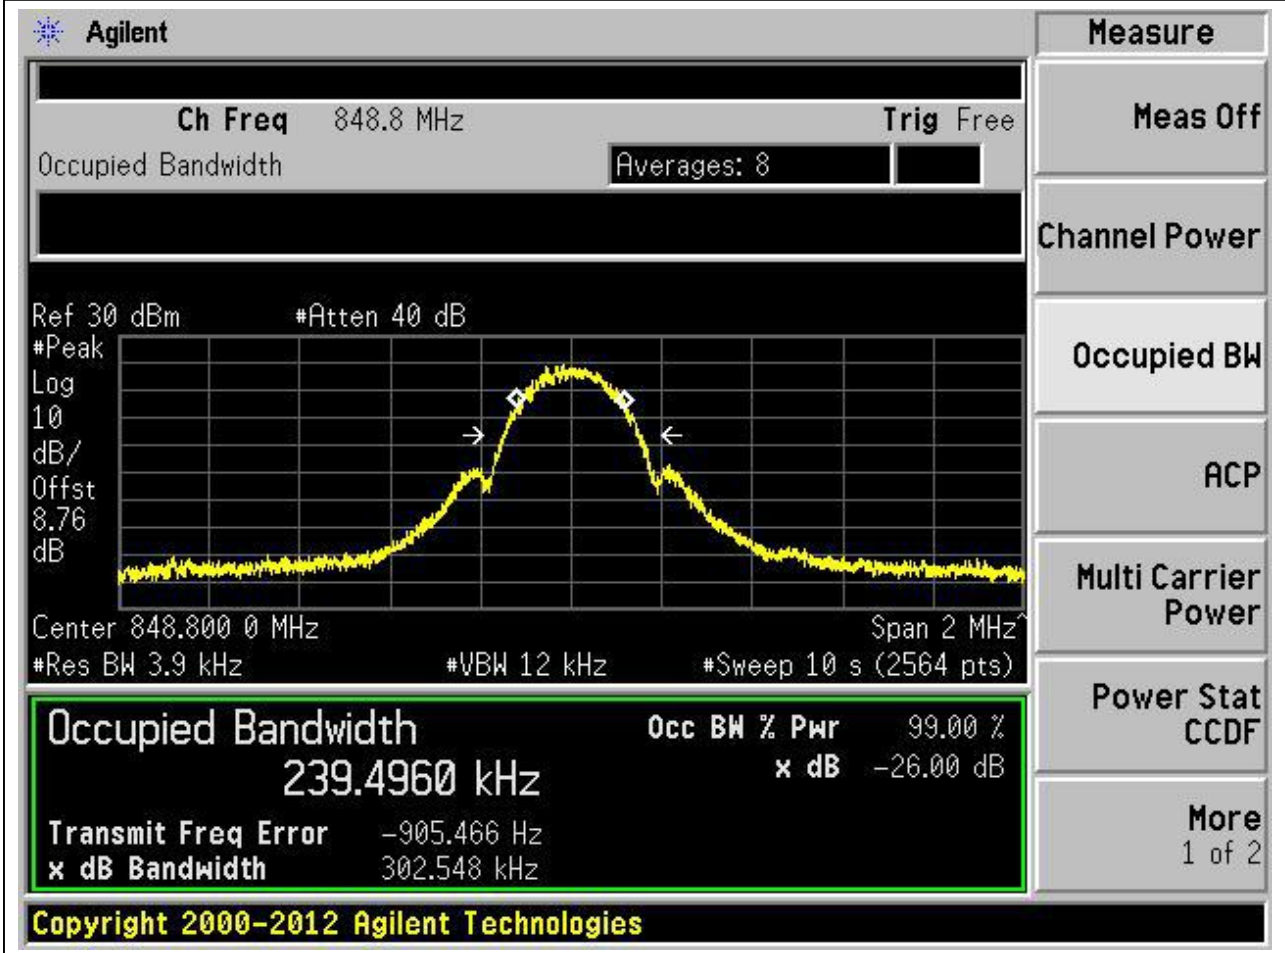 Agilent
Measure
Ch Freq 848.8 MHz Trig Free
Occupied Bandwidth Averages: 8
Meas Off
Channel Power
Occupied BW
ACP
Multi Carrier
Power
Power Stat
CCDF
More
1 of 2
Ref 30 dBm #Atten 40 dB
#Peak
Log
10
dB/
Offst
8.76
dB
Center 848.800 0 MHz Span 2 MHz^
#Res BW 3.9 kHz #VBW 12 kHz #Sweep 10 s (2564 pts)
Occupied Bandwidth Occ BW % Pwr 99.00 %
239.4960 kHz x dB -26.00 dB
Transmit Freq Error -905.466 Hz
x dB Bandwidth 302.548 kHz
Copyright 2000-2012 Agilent Technologies